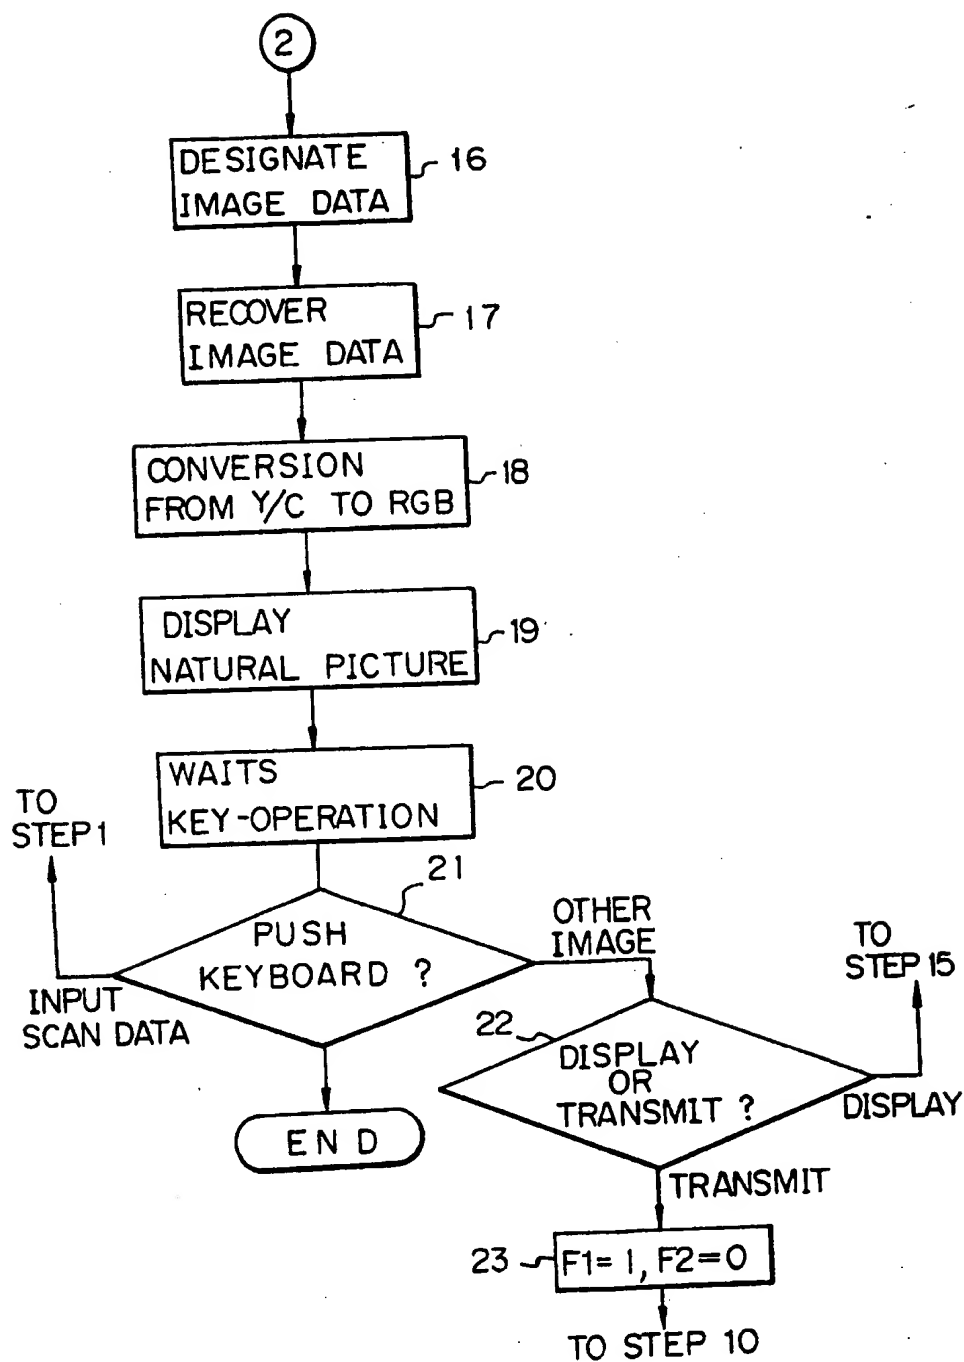 2
DESIGNATE
IMAGE DATA
16
RECOVER
IMAGE DATA
17
CONVERSION
FROM Y/C TO RGB
18
DISPLAY
NATURAL PICTURE
19
WAITS
KEY-OPERATION
20
TO
STEP 1
21
PUSH
KEYBOARD ?
INPUT
SCAN DATA
OTHER
IMAGE
TO
STEP 15
22
DISPLAY
OR
TRANSMIT ?
DISPLAY
END
TRANSMIT
23
F1=1, F2=0
TO STEP 10